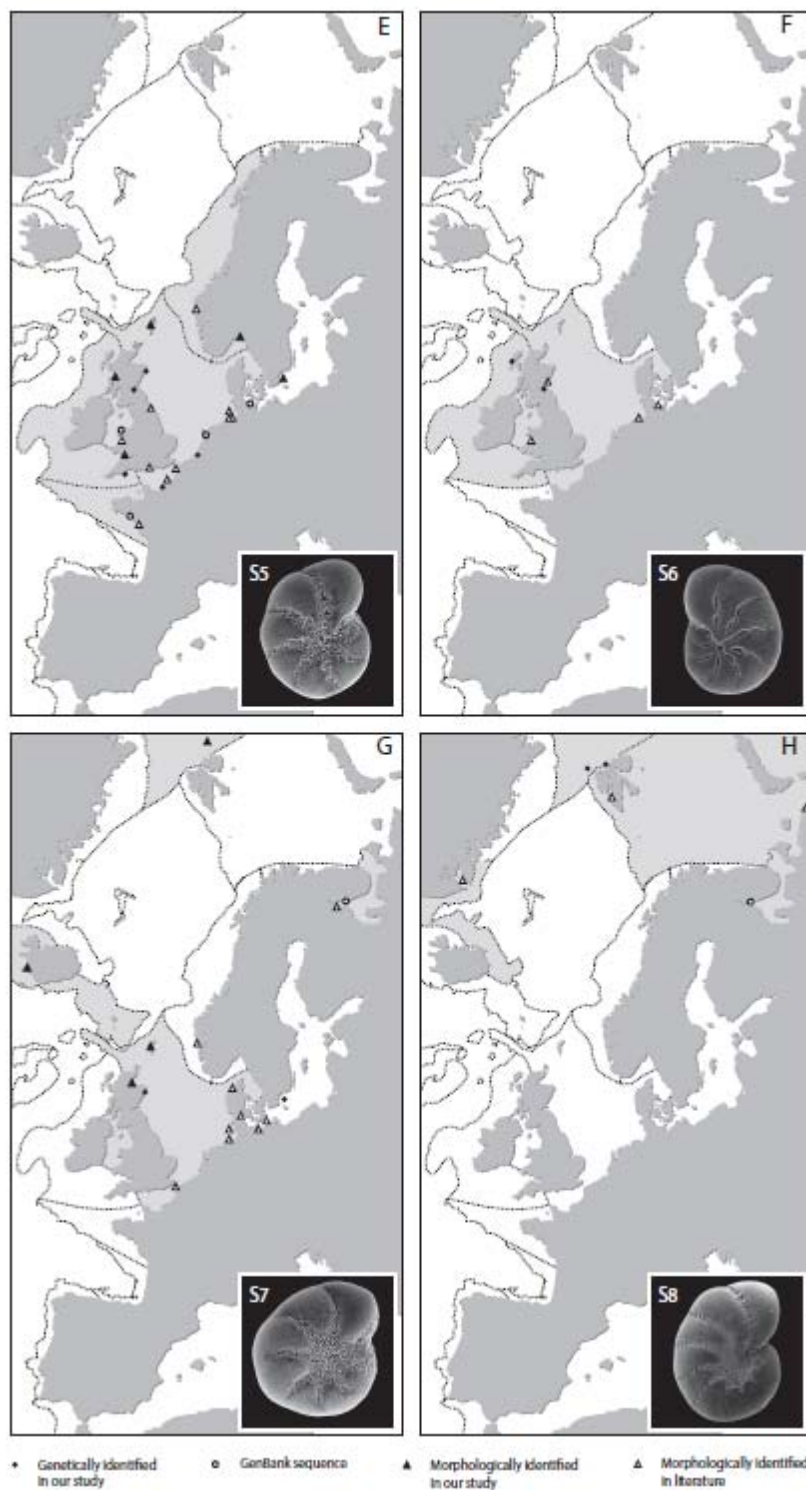 E
F
S5
S6
G
H
S7
S8
Genetically identified
in our study
GenBank sequence
Morphologically identified
in our study
Morphologically identified
in literature